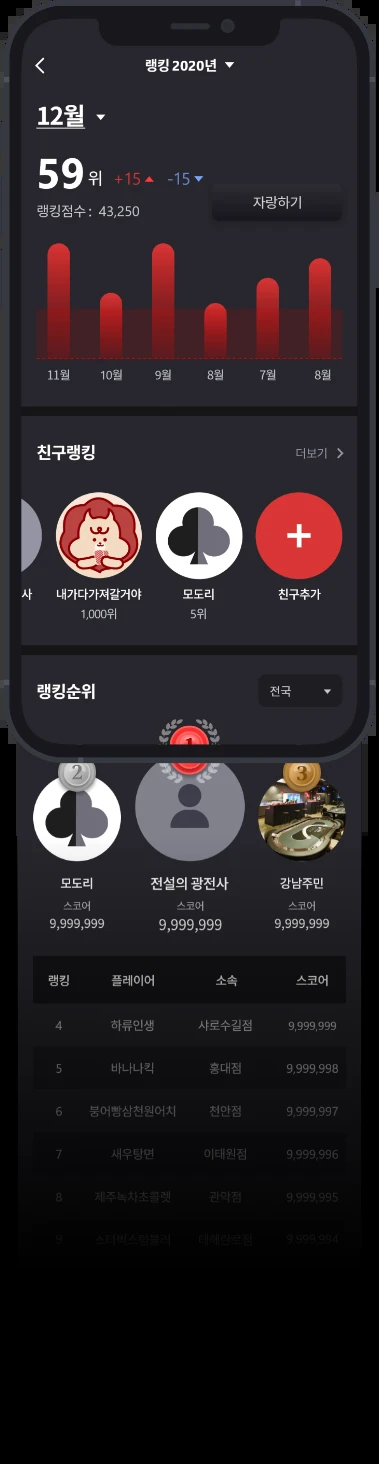 랭킹 2020년
12월
59 위 +15 -15
랭킹점수 : 43,250
자랑하기
11월 10월 9월 8월 7월 8월
친구랭킹 더보기
사 내가다가져갈거야 모도리 친구추가
1,000위 5위
랭킹순위 전국
1
2 3
모도리 전설의 광전사 강남주민
스코어 스코어 스코어
9,999,999 9,999,999 9,999,999
랭킹 플레이어 소속 스코어
4 하류인생 샤로수길점 9,999,999
5 바나나킥 홍대점 9,999,998
6 붕어빵삼천원어치 천안점 9,999,997
7 새우탕면 이태원점 9,999,996
8 제주녹차초콜렛 관악점 9,999,995
9 9,999,994